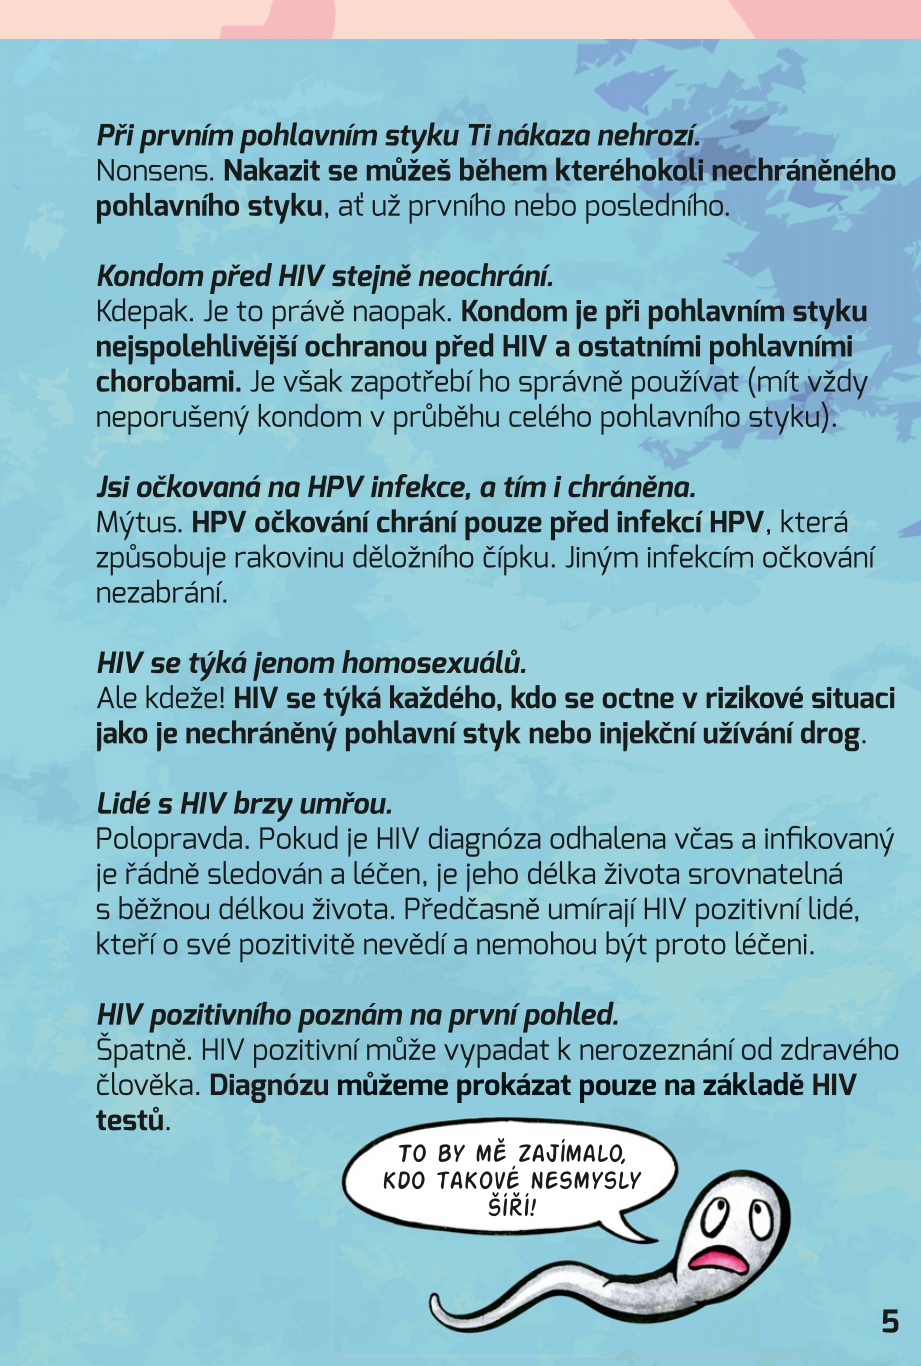 Při prvním pohlavním styku Ti nákaza nehrozí.
Nonsens. Nakazit se můžeš během kteréhokoli nechráněného
pohlavního styku, ať už prvního nebo posledního.
Kondom před HIV stejně neochrání.
Kdepak. Je to právě naopak. Kondom je při pohlavním styku
nejspolehlivější ochranou před HIV a ostatními pohlavními
chorobami. Je však zapotřebí ho správně používat (mít vždy
neporušený kondom v průběhu celého pohlavního styku).
Jsi očkovaná na HPV infekce, a tím i chráněna.
Mýtus. HPV očkování chrání pouze před infekcí HPV, která
způsobuje rakovinu děložního čípku. Jiným infekcím očkování
nezabrání.
HIV se týká jenom homosexuálů.
Ale kdeže! HIV se týká každého, kdo se octne v rizikové situaci
jako je nechráněný pohlavní styk nebo injekční užívání drog.
Lidé s HIV brzy umřou.
Polopravda. Pokud je HIV diagnóza odhalena včas a infikovaný
je řádně sledován a léčen, je jeho délka života srovnatelná
s běžnou délkou života. Předčasně umírají HIV pozitivní lidé,
kteří o své pozitivitě nevědí a nemohou být proto léčeni.
HIV pozitivního poznám na první pohled.
Špatně. HIV pozitivní může vypadat k nerozeznání od zdravého
člověka. Diagnózu můžeme prokázat pouze na základě HIV
testů.
TO BY MĚ ZAJÍMALO,
KDO TAKOVÉ NESMYSLY
ŠÍŘÍ!
5